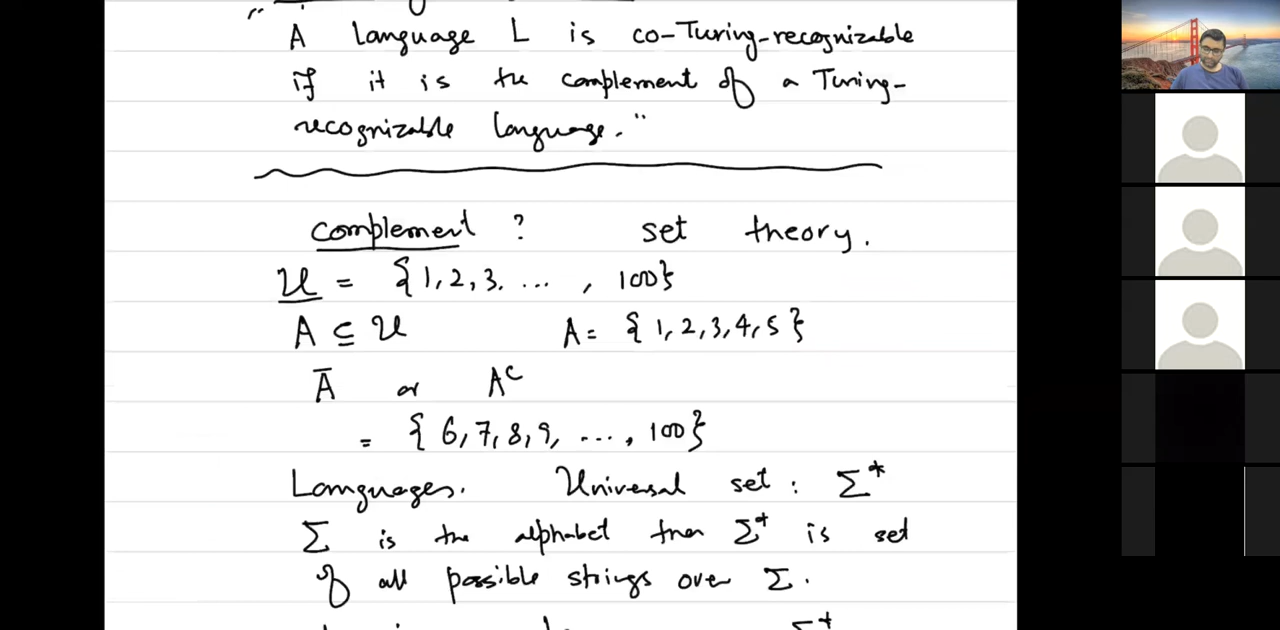 " A language L is co-Turing-recognizable
if it is the complement of a Turing-
recognizable language."
complement ? set theory.
U = {1, 2, 3. ... , 100}
A ⊆ U A = { 1, 2, 3, 4, 5 }
Ā or Aᶜ
= { 6, 7, 8, 9, ..., 100}
Languages. Universal set : Σ*
Σ is the alphabet then Σ* is set
of all possible strings over Σ.
Σ*